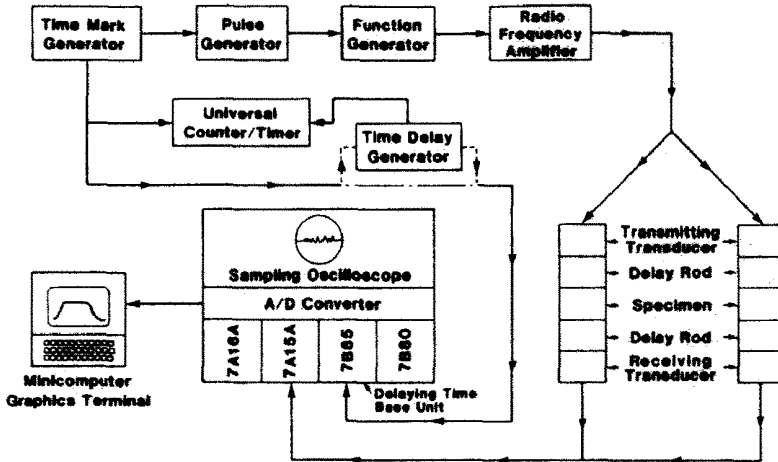 Time Mark
Generator
Pulse
Generator
Function
Generator
Radio
Frequency
Amplifier
Universal
Counter/Timer
Time Delay
Generator
Sampling Oscilloscope
A/D Converter
7A16A
7A15A
7B85
7B80
Delaying Time
Base Unit
Minicomputer
Graphics Terminal
Transmitting
Transducer
Delay Rod
Specimen
Delay Rod
Receiving
Transducer